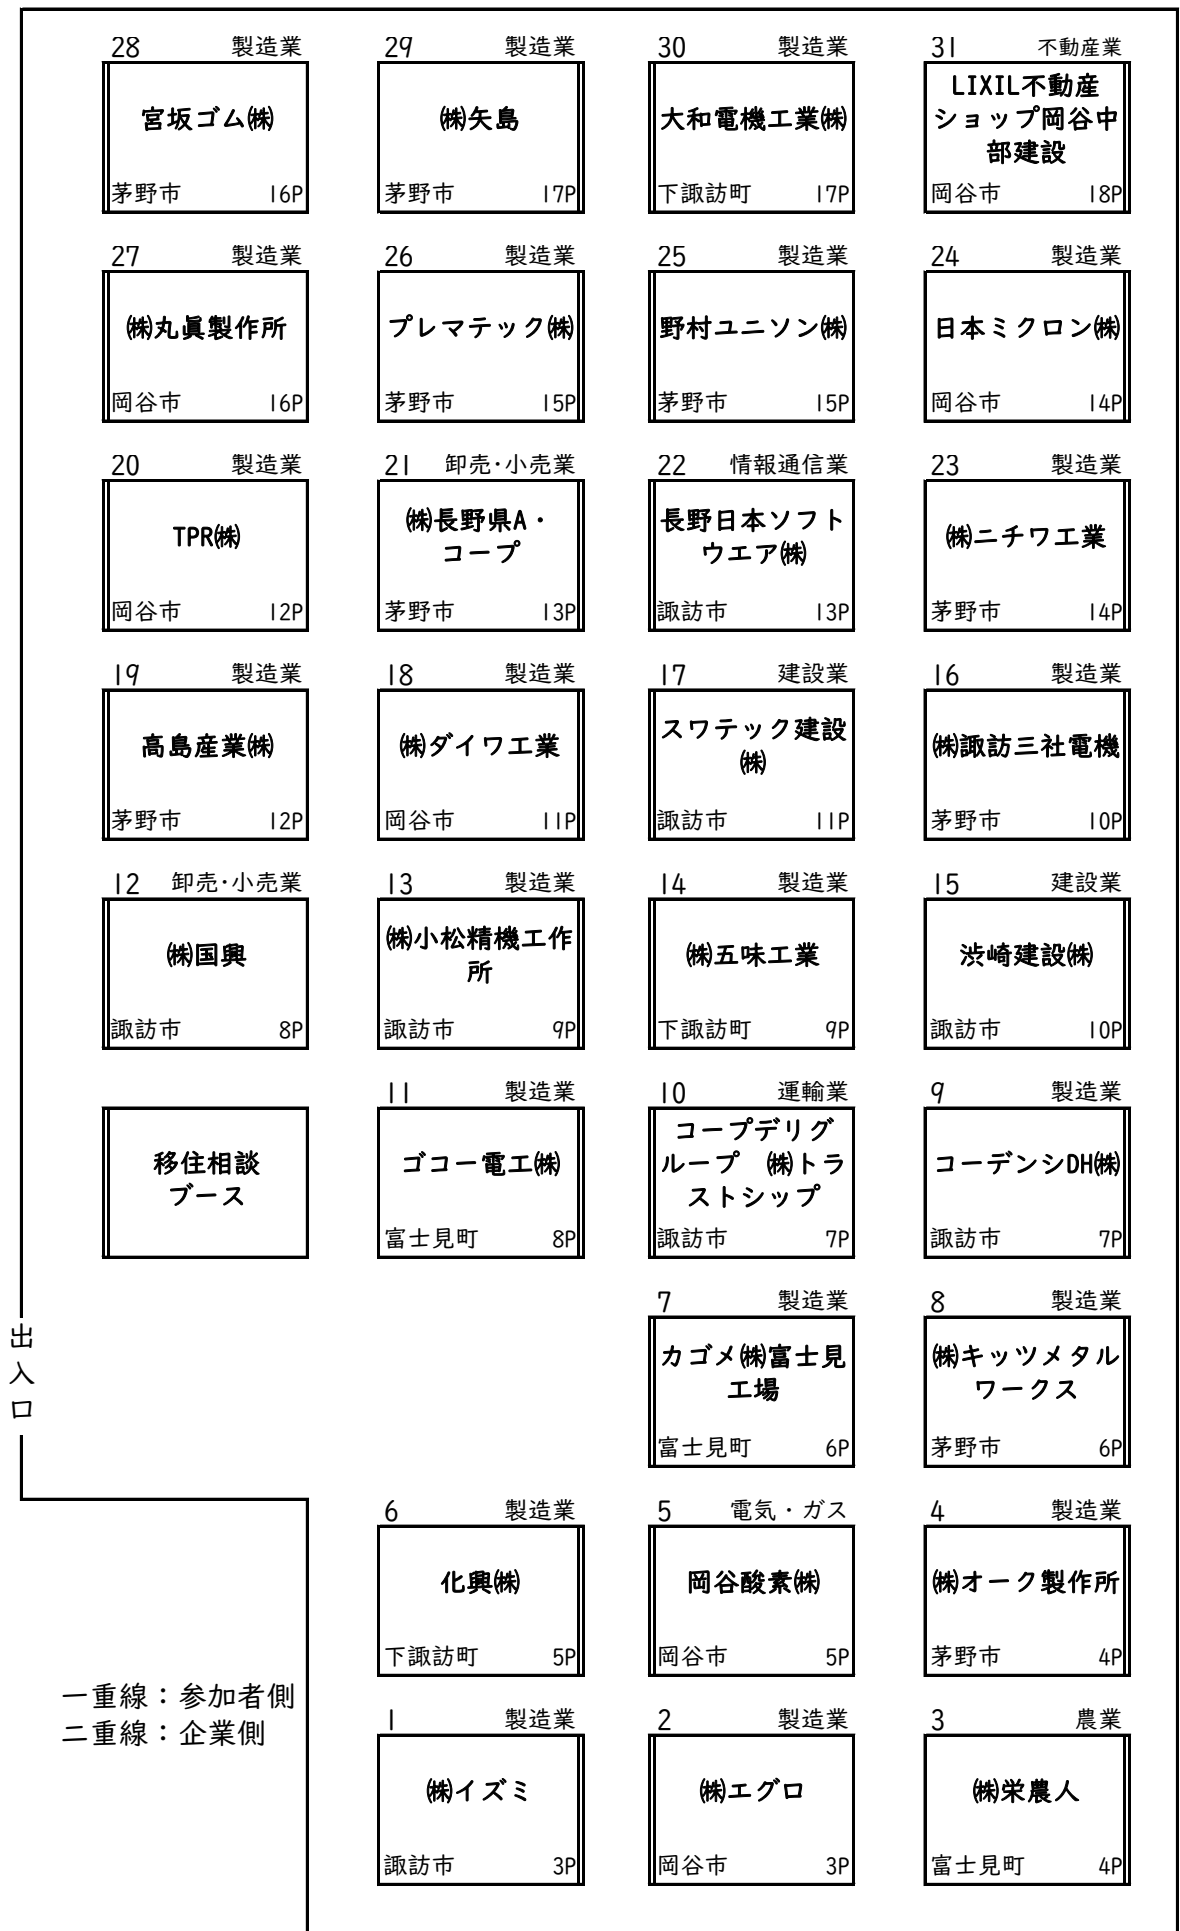 28 製造業
宮坂ゴム㈱
茅野市 16P
29 製造業
㈱矢島
茅野市 17P
30 製造業
大和電機工業㈱
下諏訪町 17P
31 不動産業
LIXIL不動産
ショップ岡谷中
部建設
岡谷市 18P
27 製造業
㈱丸眞製作所
岡谷市 16P
26 製造業
プレマテック㈱
茅野市 15P
25 製造業
野村ユニソン㈱
茅野市 15P
24 製造業
日本ミクロン㈱
岡谷市 14P
20 製造業
TPR㈱
岡谷市 12P
21 卸売・小売業
㈱長野県A・
コープ
茅野市 13P
22 情報通信業
長野日本ソフト
ウエア㈱
諏訪市 13P
23 製造業
㈱ニチワ工業
茅野市 14P
19 製造業
高島産業㈱
茅野市 12P
18 製造業
㈱ダイワ工業
岡谷市 11P
17 建設業
スワテック建設
㈱
諏訪市 11P
16 製造業
㈱諏訪三社電機
茅野市 10P
12 卸売・小売業
㈱国興
諏訪市 8P
13 製造業
㈱小松精機工作
所
諏訪市 9P
14 製造業
㈱五味工業
下諏訪町 9P
15 建設業
渋崎建設㈱
諏訪市 10P
移住相談
ブース
11 製造業
ゴコー電工㈱
富士見町 8P
10 運輸業
コープデリグ
ループ ㈱トラ
ストシップ
諏訪市 7P
9 製造業
コーデンシDH㈱
諏訪市 7P
7 製造業
カゴメ㈱富士見
工場
富士見町 6P
8 製造業
㈱キッツメタル
ワークス
茅野市 6P
出入口
6 製造業
化興㈱
下諏訪町 5P
5 電気・ガス
岡谷酸素㈱
岡谷市 5P
4 製造業
㈱オーク製作所
茅野市 4P
一重線：参加者側
二重線：企業側
1 製造業
㈱イズミ
諏訪市 3P
2 製造業
㈱エグロ
岡谷市 3P
3 農業
㈱栄農人
富士見町 4P